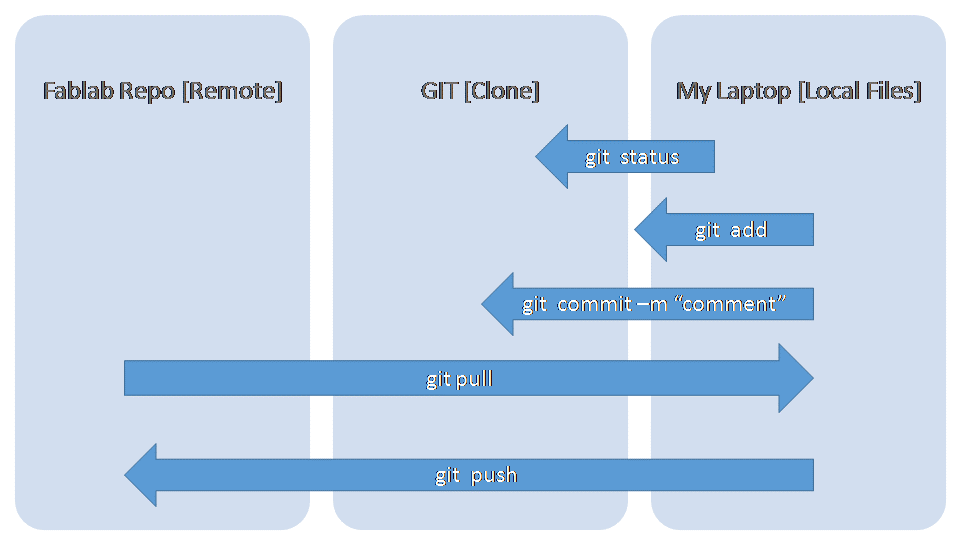 Fablab Repo [Remote]
GIT [Clone]
My Laptop [Local Files]
git status
git add
git commit –m “comment”
git pull
git push